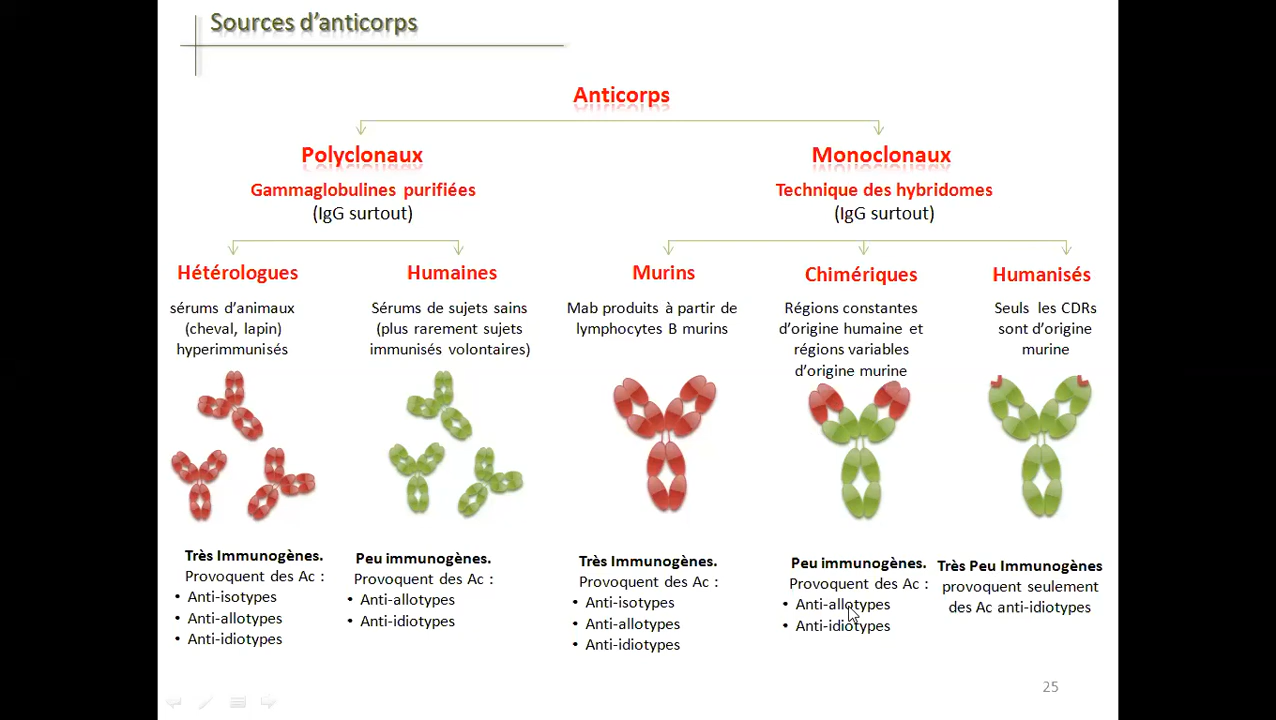 Sources d’anticorps
Anticorps
Polyclonaux
Gammaglobulines purifiées
(IgG surtout)
Monoclonaux
Technique des hybridomes
(IgG surtout)
Hétérologues
sérums d’animaux
(cheval, lapin)
hyperimmunisés
Très Immunogènes.
Provoquent des Ac :
• Anti-isotypes
• Anti-allotypes
• Anti-idiotypes
Humaines
Sérums de sujets sains
(plus rarement sujets
immunisés volontaires)
Peu immunogènes.
Provoquent des Ac :
• Anti-allotypes
• Anti-idiotypes
Murins
Mab produits à partir de
lymphocytes B murins
Très Immunogènes.
Provoquent des Ac :
• Anti-isotypes
• Anti-allotypes
• Anti-idiotypes
Chimériques
Régions constantes
d’origine humaine et
régions variables
d’origine murine
Peu immunogènes.
Provoquent des Ac :
• Anti-allotypes
• Anti-idiotypes
Humanisés
Seuls les CDRs
sont d’origine
murine
Très Peu Immunogènes
provoquent seulement
des Ac anti-idiotypes
25